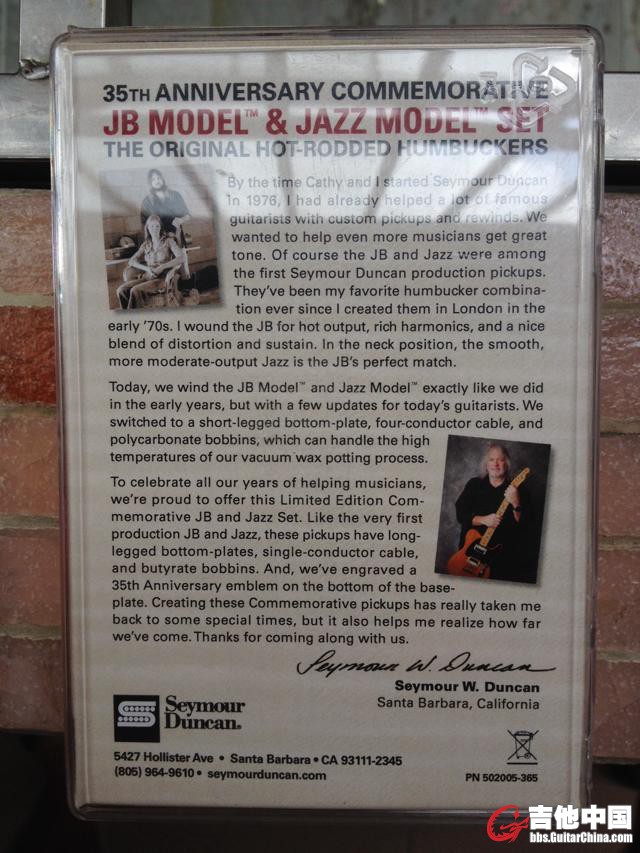 35TH ANNIVERSARY COMMEMORATIVE
JB MODEL™ & JAZZ MODEL™ SET
THE ORIGINAL HOT-RODDED HUMBUCKERS
By the time Cathy and I started Seymour Duncan
in 1976, I had already helped a lot of famous
guitarists with custom pickups and rewinds. We
wanted to help even more musicians get great
tone. Of course the JB and Jazz were among
the first Seymour Duncan production pickups.
They've been my favorite humbucker combina-
tion ever since I created them in London in the
early '70s. I wound the JB for hot output, rich harmonics, and a nice
blend of distortion and sustain. In the neck position, the smooth,
more moderate-output Jazz is the JB's perfect match.
Today, we wind the JB Model™ and Jazz Model™ exactly like we did
in the early years, but with a few updates for today's guitarists. We
switched to a short-legged bottom-plate, four-conductor cable, and
polycarbonate bobbins, which can handle the high
temperatures of our vacuum wax potting process.
To celebrate all our years of helping musicians,
we're proud to offer this Limited Edition Com-
memorative JB and Jazz Set. Like the very first
production JB and Jazz, these pickups have long-
legged bottom-plates, single-conductor cable,
and butyrate bobbins. And, we've engraved a
35th Anniversary emblem on the bottom of the base-
plate. Creating these Commemorative pickups has really taken me
back to some special times, but it also helps me realize how far
we've come. Thanks for coming along with us.
Seymour W. Duncan
Seymour W. Duncan
Santa Barbara, California
Seymour
Duncan®
5427 Hollister Ave • Santa Barbara • CA 93111-2345
(805) 964-9610 • seymourduncan.com
PN 502005-365
吉他中国
bbs.GuitarChina.com